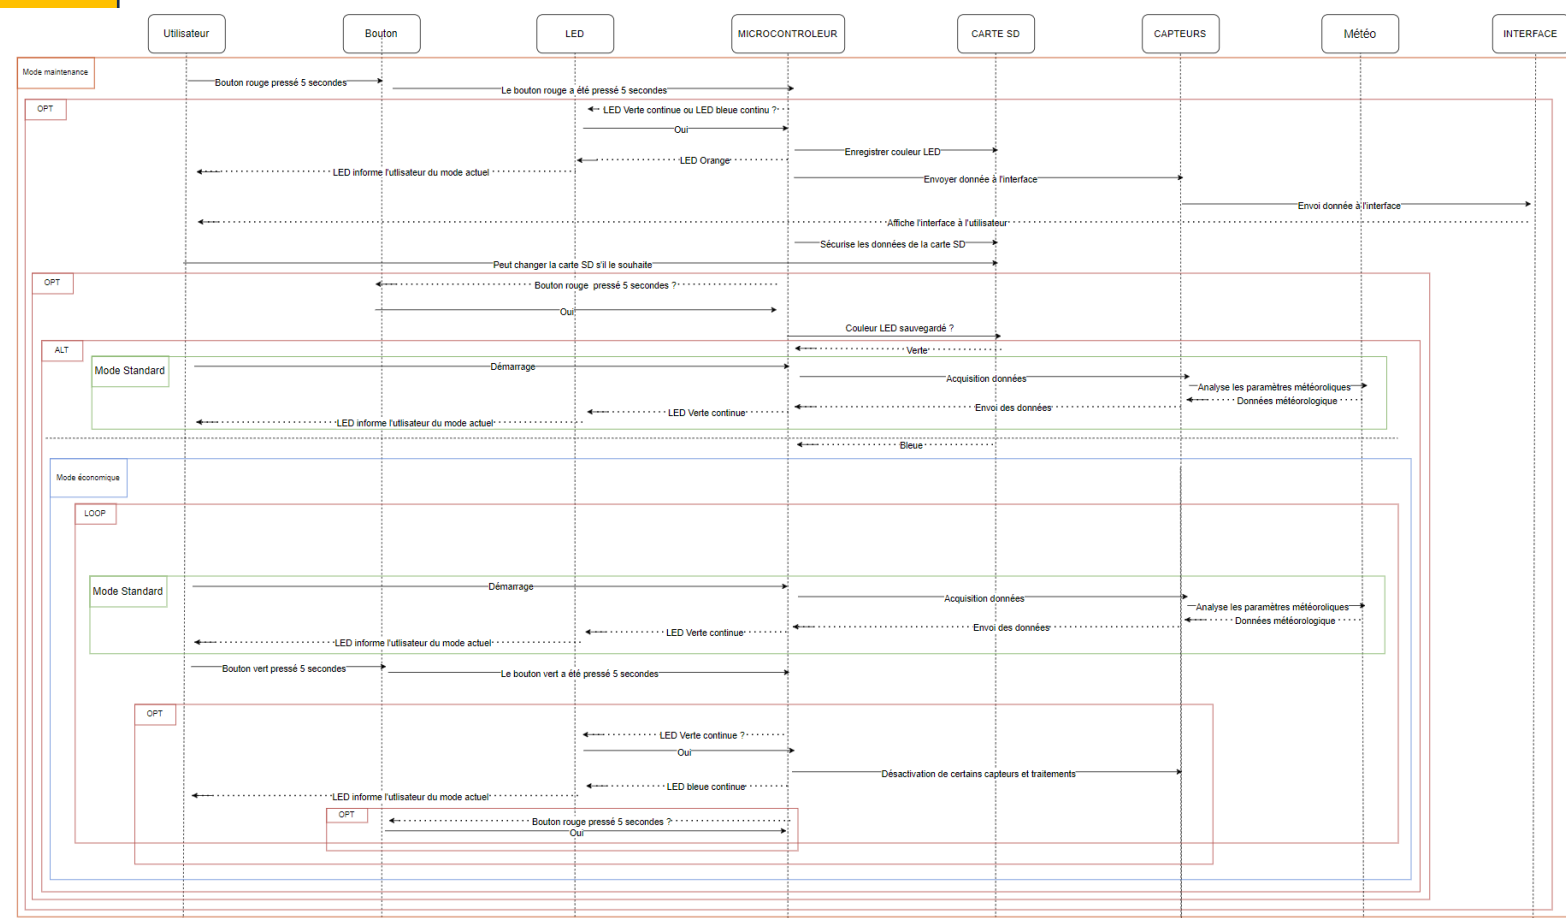 Utilisateur
Bouton
LED
MICROCONTROLEUR
CARTE SD
CAPTEURS
Météo
INTERFACE
Mode maintenance
Bouton rouge pressé 5 secondes
Le bouton rouge a été pressé 5 secondes
OPT
LED Verte continue ou LED bleue continu ?
Oui
Enregistrer couleur LED
LED Orange
LED informe l'utlisateur du mode actuel
Envoyer donnée à l'interface
Envoi donnée à l'interface
Affiche l'interface à l'utilisateur
Sécurise les données de la carte SD
Peut changer la carte SD s'il le souhaite
OPT
Bouton rouge pressé 5 secondes ?
Oui
Couleur LED sauvegardé ?
ALT
Verte
Mode Standard
Démarrage
Acquisition données
Analyse les paramètres météoroliques
Données météorologique
Envoi des données
LED Verte continue
LED informe l'utlisateur du mode actuel
Bleue
Mode économique
LOOP
Mode Standard
Démarrage
Acquisition données
Analyse les paramètres météoroliques
Données météorologique
Envoi des données
LED Verte continue
LED informe l'utlisateur du mode actuel
Bouton vert pressé 5 secondes
Le bouton vert a été pressé 5 secondes
OPT
LED Verte continue ?
Oui
Désactivation de certains capteurs et traitements
LED bleue continue
LED informe l'utlisateur du mode actuel
OPT
Bouton rouge pressé 5 secondes ?
Oui